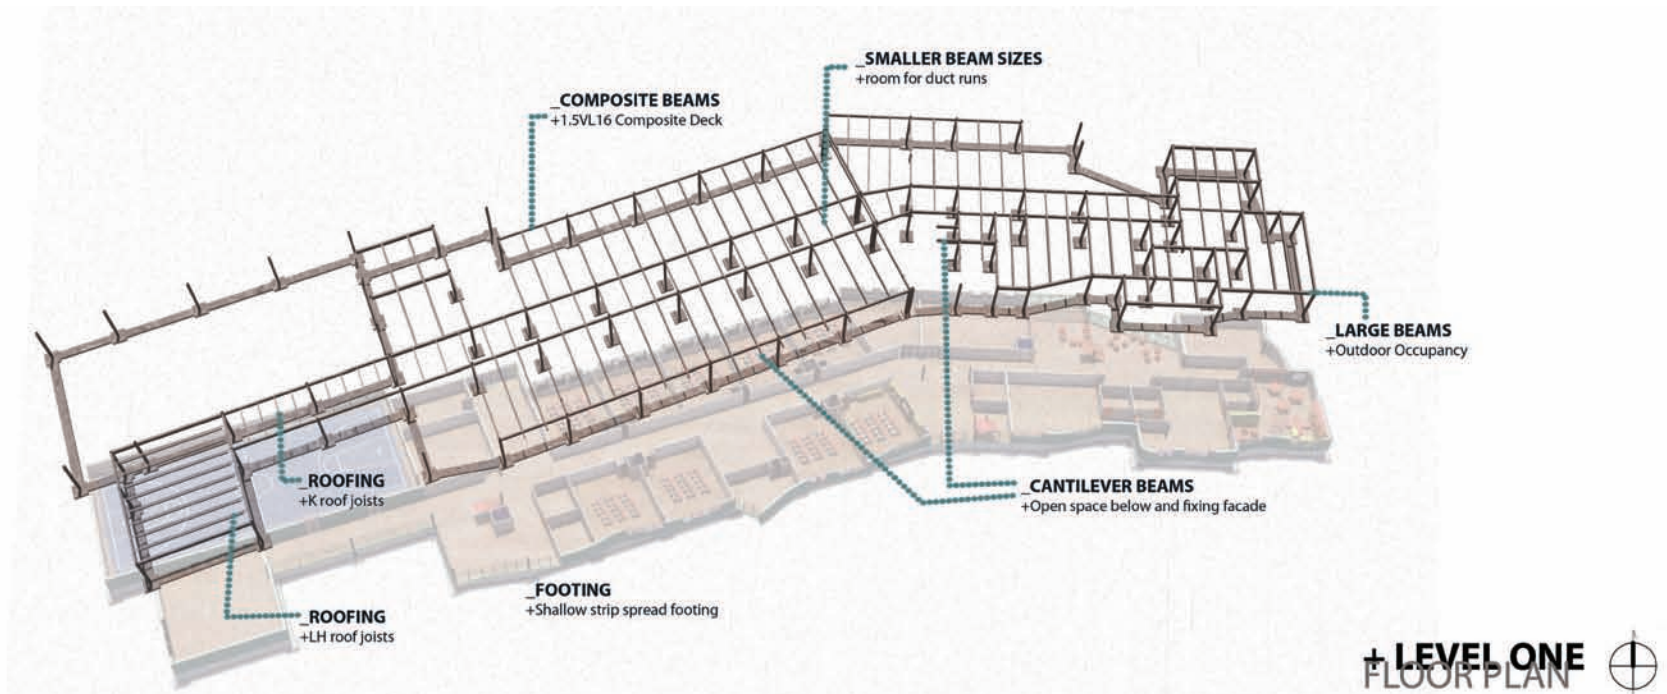 _SMALLER BEAM SIZES
+room for duct runs
_COMPOSITE BEAMS
+1.5VL16 Composite Deck
_LARGE BEAMS
+Outdoor Occupancy
_ROOFING
+K roof joists
_CANTILEVER BEAMS
+Open space below and fixing facade
_FOOTING
+Shallow strip spread footing
_ROOFING
+LH roof joists
+ LEVEL ONE
FLOOR PLAN